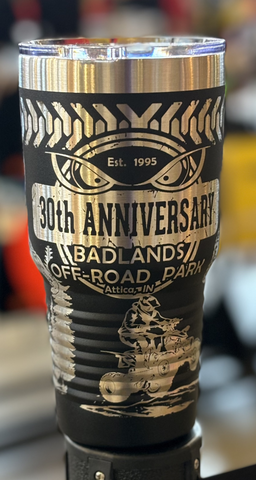 Est. 1995
30th ANNIVERSARY
BADLANDS
OFF-ROAD PARK
Attica, IN